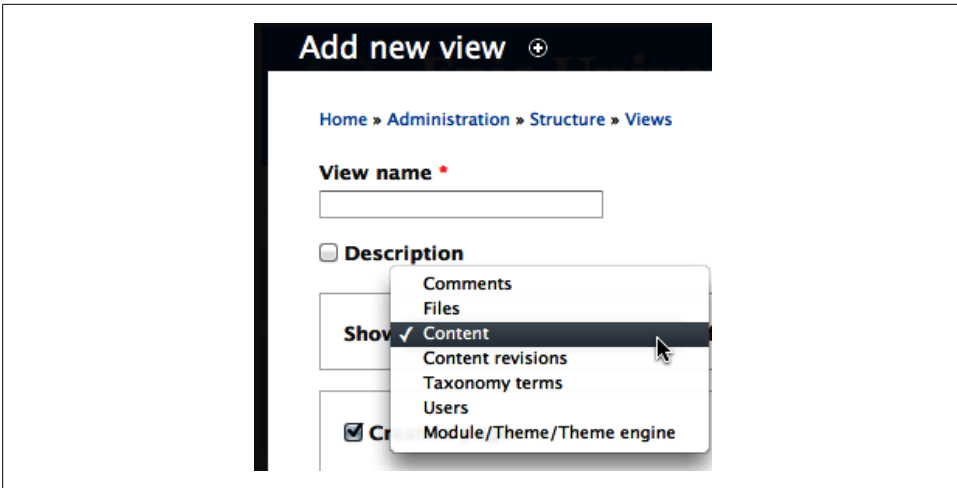 Add new view
Home » Administration » Structure » Views
View name *
Description
Comments
Files
Show ✓ Content
Content revisions
Taxonomy terms
Users
Module/Theme/Theme engine